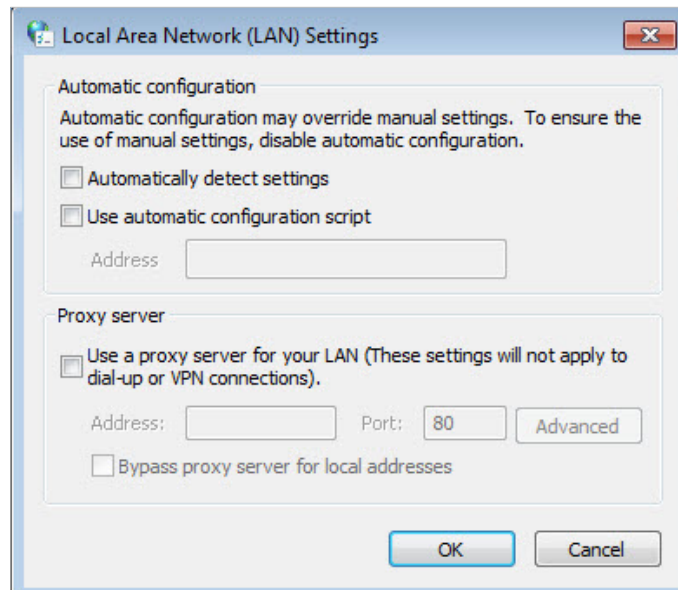 Local Area Network (LAN) Settings
Automatic configuration
Automatic configuration may override manual settings. To ensure the
use of manual settings, disable automatic configuration.
Automatically detect settings
Use automatic configuration script
Address
Proxy server
Use a proxy server for your LAN (These settings will not apply to
dial-up or VPN connections).
Address: Port: 80 Advanced
Bypass proxy server for local addresses
OK Cancel